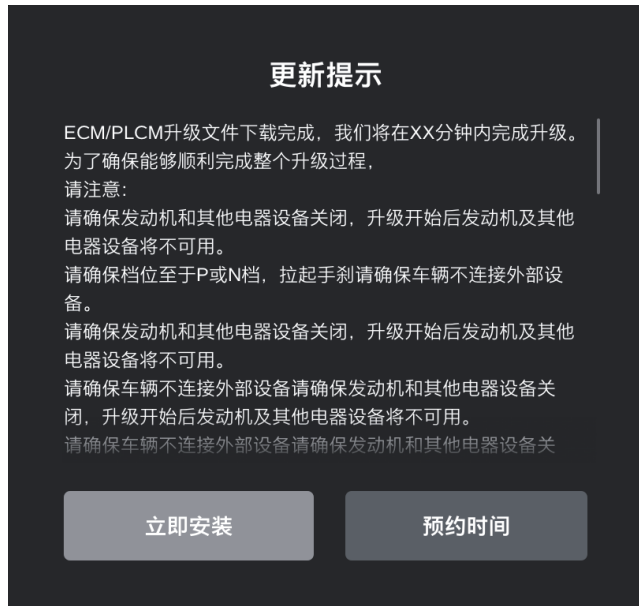 更新提示
ECM/PLCM升级文件下载完成，我们将在XX分钟内完成升级。
为了确保能够顺利完成整个升级过程，
请注意：
请确保发动机和其他电器设备关闭，升级开始后发动机及其他
电器设备将不可用。
请确保档位至于P或N档，拉起手刹请确保车辆不连接外部设
备。
请确保发动机和其他电器设备关闭，升级开始后发动机及其他
电器设备将不可用。
请确保车辆不连接外部设备请确保发动机和其他电器设备关
闭，升级开始后发动机及其他电器设备将不可用。
请确保车辆不连接外部设备请确保发动机和其他电器设备关
立即安装
预约时间